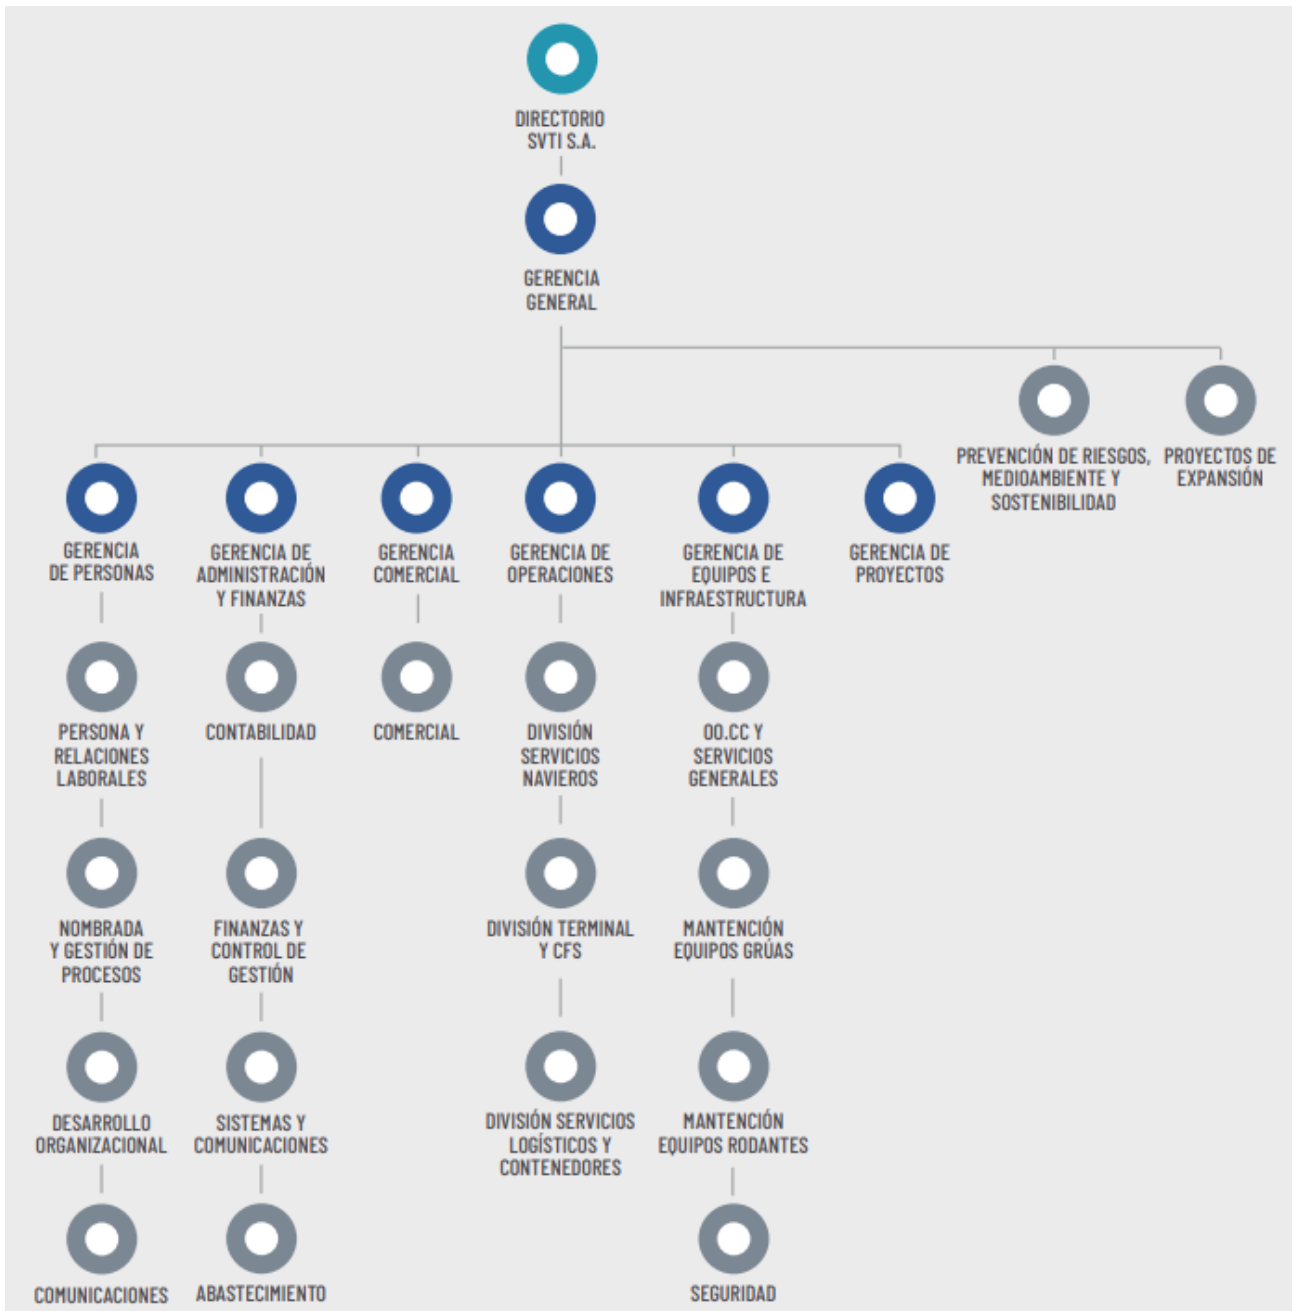 DIRECTORIO
SVTI S.A.
GERENCIA
GENERAL
PREVENCIÓN DE RIESGOS,
MEDIOAMBIENTE Y
SOSTENIBILIDAD
PROYECTOS DE
EXPANSIÓN
GERENCIA
DE PERSONAS
GERENCIA DE
ADMINISTRACIÓN
Y FINANZAS
GERENCIA
COMERCIAL
GERENCIA DE
OPERACIONES
GERENCIA DE
EQUIPOS E
INFRAESTRUCTURA
GERENCIA DE
PROYECTOS
PERSONA Y
RELACIONES
LABORALES
CONTABILIDAD
COMERCIAL
DIVISIÓN
SERVICIOS
NAVIEROS
OO.CC Y
SERVICIOS
GENERALES
NOMBRADA
Y GESTIÓN DE
PROCESOS
FINANZAS Y
CONTROL DE
GESTIÓN
DIVISIÓN TERMINAL
Y CFS
MANTENCIÓN
EQUIPOS GRÚAS
DESARROLLO
ORGANIZACIONAL
SISTEMAS Y
COMUNICACIONES
DIVISIÓN SERVICIOS
LOGÍSTICOS Y
CONTENEDORES
MANTENCIÓN
EQUIPOS RODANTES
COMUNICACIONES
ABASTECIMIENTO
SEGURIDAD